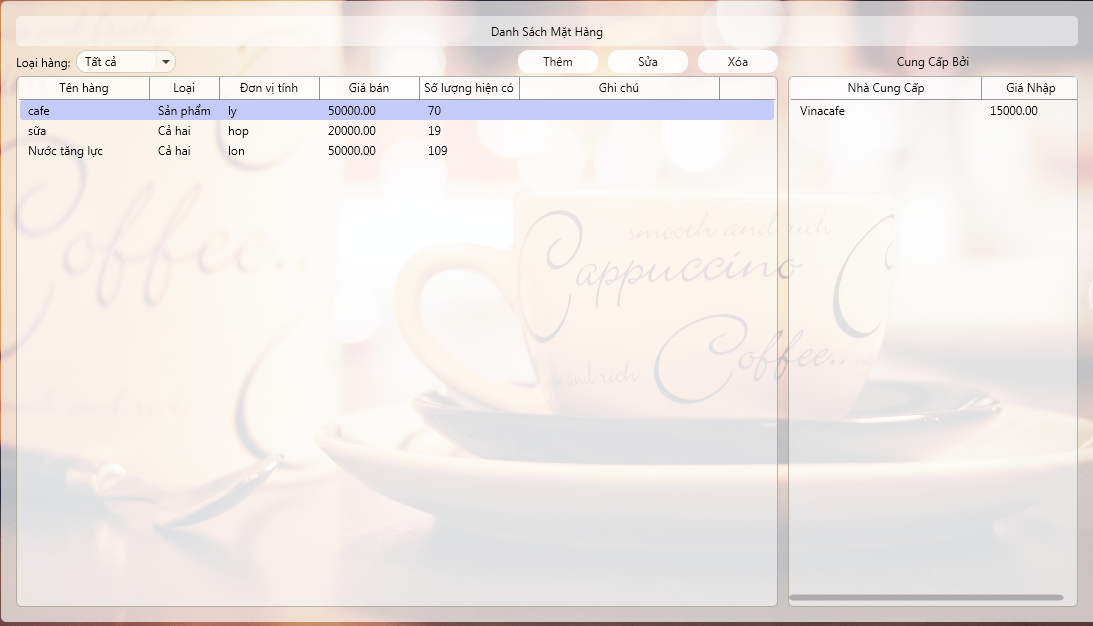 Danh Sách Mặt Hàng
Loại hàng: Tất cả Thêm Sửa Xóa Cung Cấp Bởi
Tên hàng Loại Đơn vị tính Giá bán Số lượng hiện có Ghi chú Nhà Cung Cấp Giá Nhập
cafe Sản phẩm ly 50000.00 70 Vinacafe 15000.00
sữa Cả hai hop 20000.00 19
Nước tăng lực Cả hai lon 50000.00 109
smooth and rich
Cappuccino
Coffee..
Coffee...
and rich